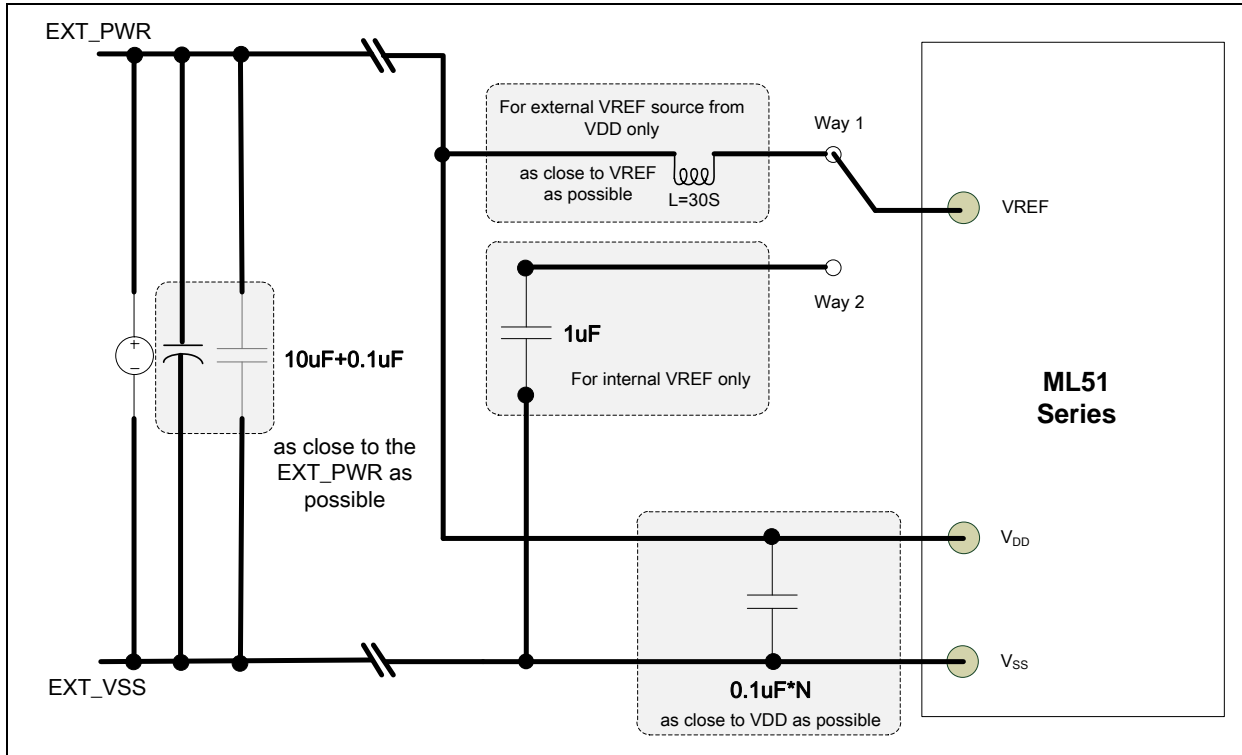 EXT_PWR
For external VREF source from
VDD only
as close to VREF
as possible
L=30S
Way 1
VREF
Way 2
+
−
10uF+0.1uF
1uF
For internal VREF only
ML51
Series
as close to the
EXT_PWR as
possible
VDD
EXT_VSS
VSS
0.1uF*N
as close to VDD as possible